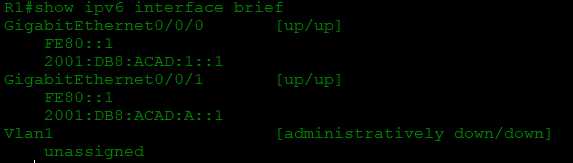 R1#show ipv6 interface brief
GigabitEthernet0/0/0 [up/up]
FE80::1
2001:DB8:ACAD:1::1
GigabitEthernet0/0/1 [up/up]
FE80::1
2001:DB8:ACAD:A::1
Vlan1 [administratively down/down]
unassigned